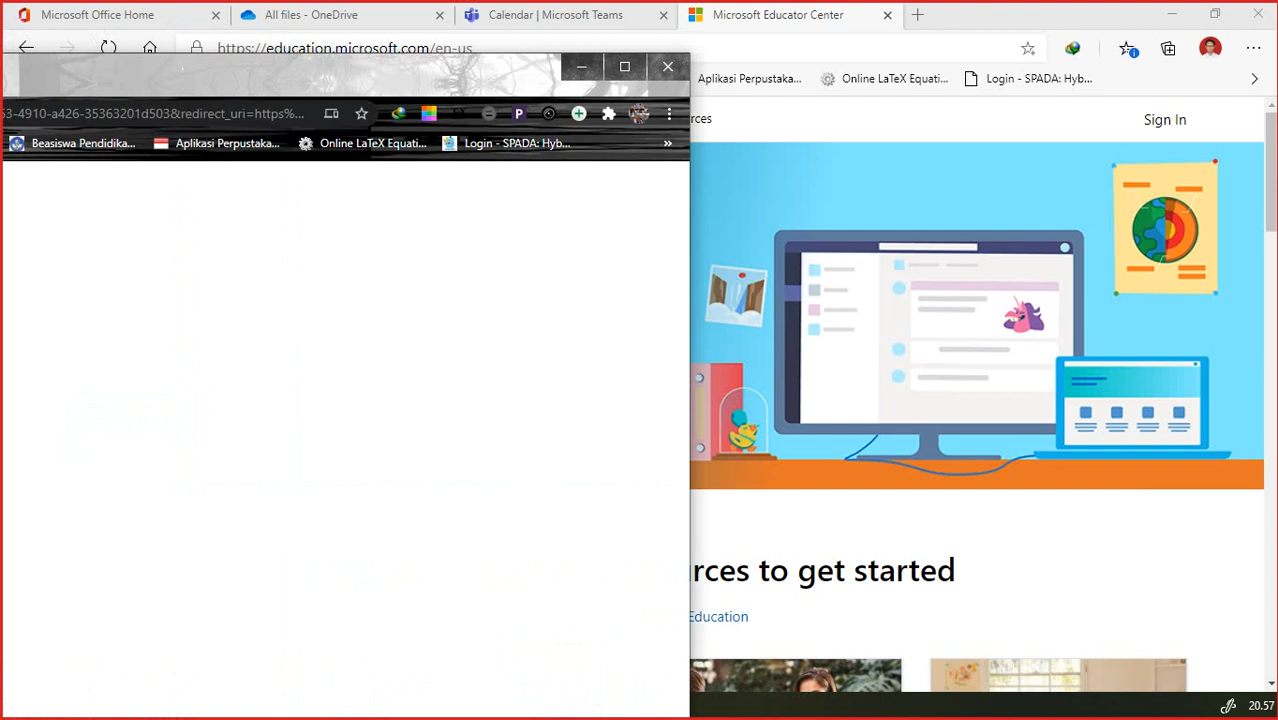 Microsoft Office Home
All files - OneDrive
Calendar | Microsoft Teams
Microsoft Educator Center
https://education.microsoft.com/en-us
Aplikasi Perpustaka...
Online LaTeX Equati...
Login - SPADA: Hyb...
53-4910-a426-35363201d503&redirect_uri=https%...
P
Beasiswa Pendidika...
Aplikasi Perpustaka...
Online LaTeX Equati...
Login - SPADA: Hyb...
»
rces
Sign In
rces to get started
Education
20.57